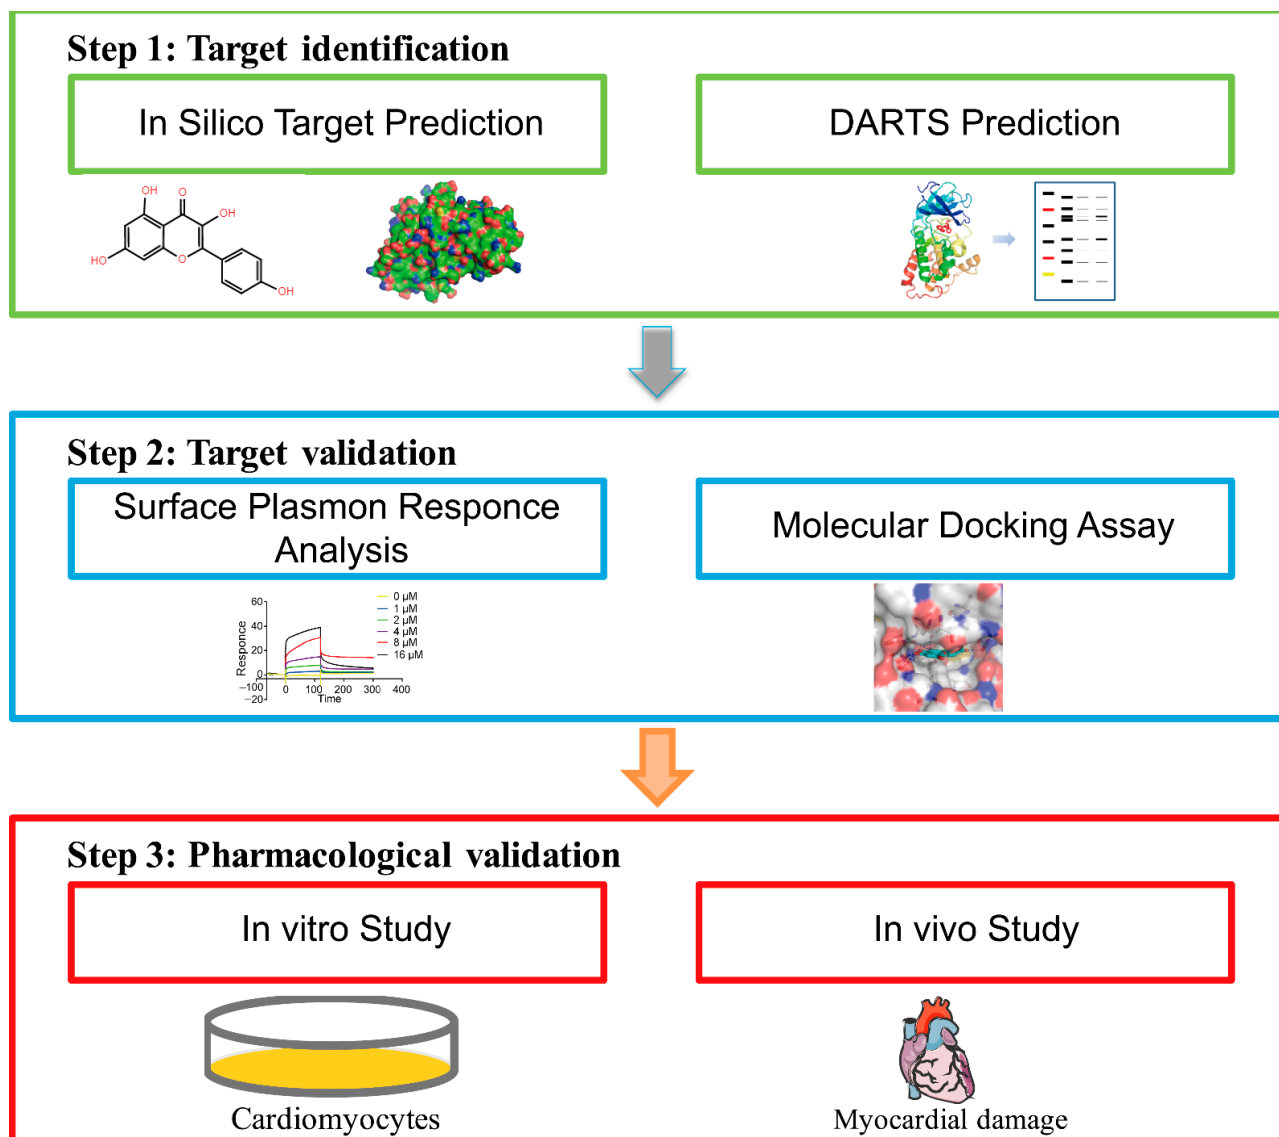 Step 1: Target identification
In Silico Target Prediction
DARTS Prediction
OH
O
OH
HO
O
OH
Step 2: Target validation
Surface Plasmon Responce
Analysis
Molecular Docking Assay
60
40
20
0
−20
Responce
−100
0
100
200
300
400
Time
0 µM
1 µM
2 µM
4 µM
8 µM
16 µM
Step 3: Pharmacological validation
In vitro Study
In vivo Study
Cardiomyocytes
Myocardial damage